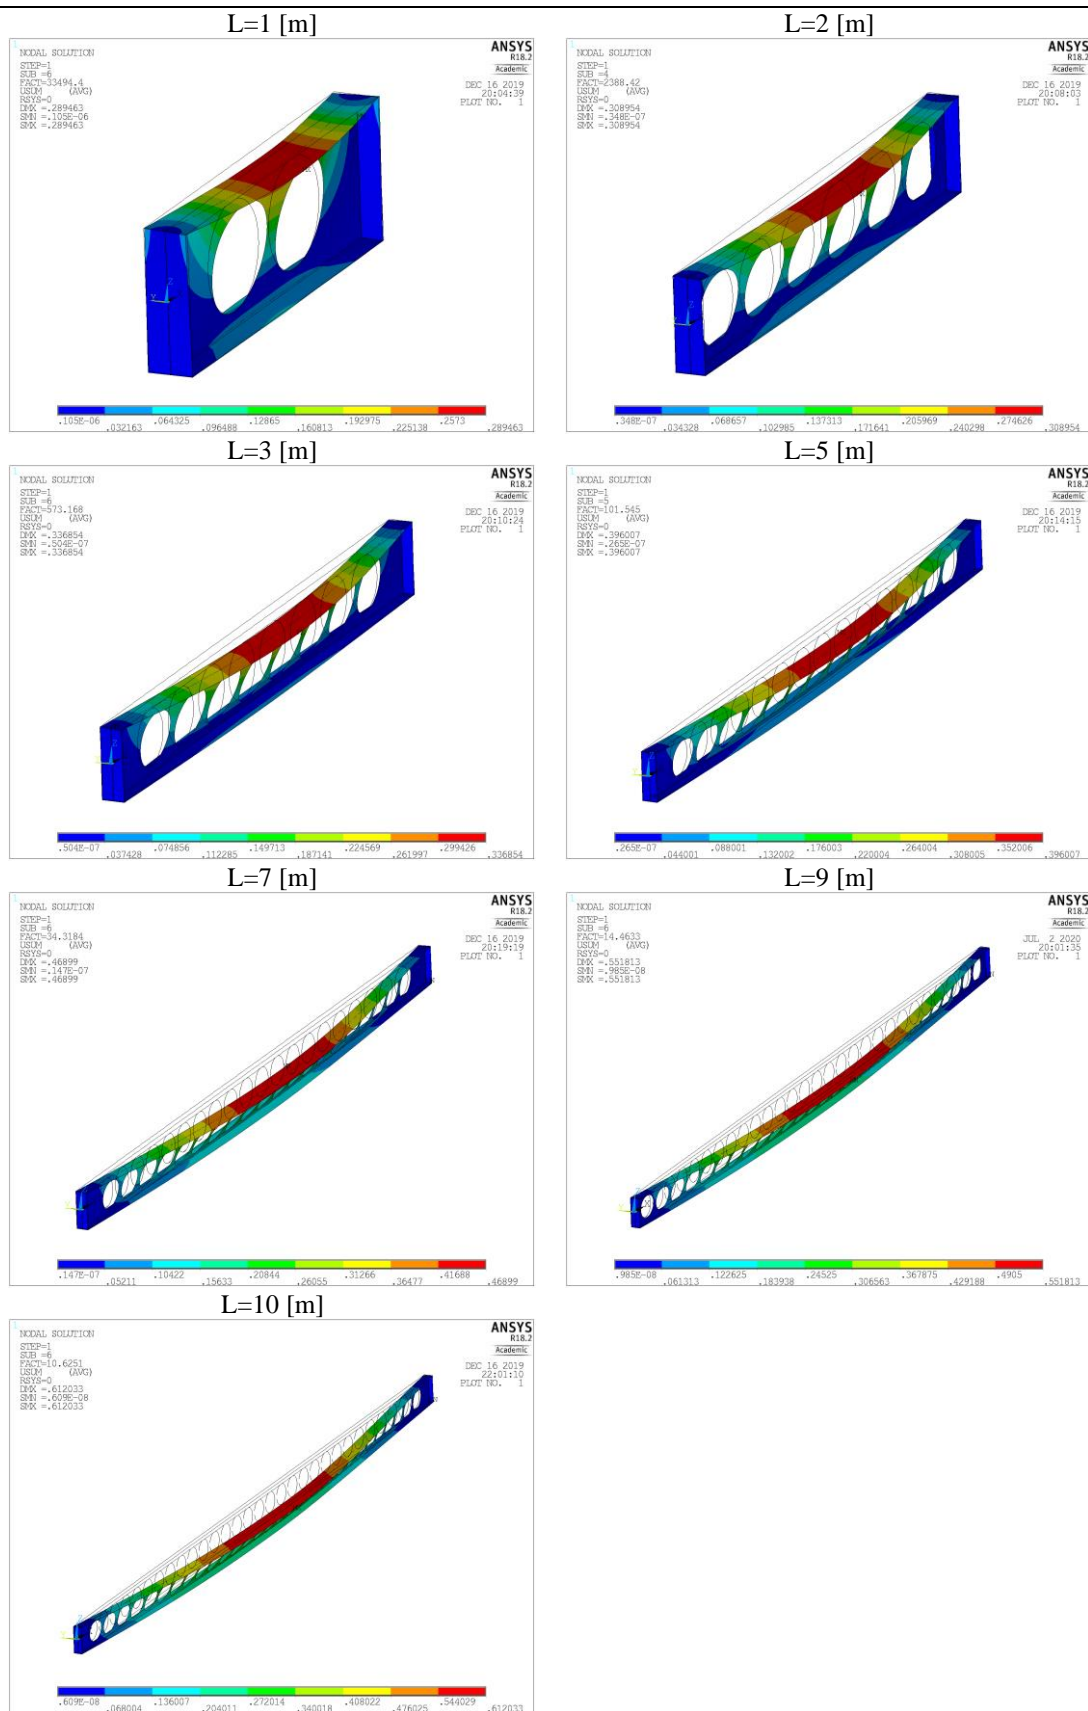 L=1 [m]
1
NODAL SOLUTION
STEP=1
SUB =6
FACT=33494.4
USUM (AVG)
RSYS=0
DMX =.289463
SMN =.105E-06
SMX =.289463
ANSYS
R18.2
Academic
DEC 16 2019
20:04:39
PLOT NO. 1
Z
Y
.105E-06 .064325 .12865 .192975 .2573
.032163 .096488 .160813 .225138 .289463
L=2 [m]
1
NODAL SOLUTION
STEP=1
SUB =4
FACT=2388.42
USUM (AVG)
RSYS=0
DMX =.308954
SMN =.348E-07
SMX =.308954
ANSYS
R18.2
Academic
DEC 16 2019
20:08:03
PLOT NO. 1
Z
.348E-07 .068657 .137313 .205969 .274626
.034328 .102985 .171641 .240298 .308954
L=3 [m]
1
NODAL SOLUTION
STEP=1
SUB =6
FACT=573.168
USUM (AVG)
RSYS=0
DMX =.336854
SMN =.504E-07
SMX =.336854
ANSYS
R18.2
Academic
DEC 16 2019
20:10:24
PLOT NO. 1
Z
.504E-07 .074856 .149713 .224569 .299426
.037428 .112285 .187141 .261997 .336854
L=5 [m]
1
NODAL SOLUTION
STEP=1
SUB =5
FACT=101.545
USUM (AVG)
RSYS=0
DMX =.396007
SMN =.265E-07
SMX =.396007
ANSYS
R18.2
Academic
DEC 16 2019
20:14:15
PLOT NO. 1
.265E-07 .088001 .176003 .264004 .352006
.044001 .132002 .220004 .308005 .396007
L=7 [m]
1
NODAL SOLUTION
STEP=1
SUB =6
FACT=34.3184
USUM (AVG)
RSYS=0
DMX =.46899
SMN =.147E-07
SMX =.46899
ANSYS
R18.2
Academic
DEC 16 2019
20:19:19
PLOT NO. 1
Y
.147E-07 .10422 .20844 .31266 .41688
.05211 .15633 .26055 .36477 .46899
L=9 [m]
1
NODAL SOLUTION
STEP=1
SUB =6
FACT=14.4633
USUM (AVG)
RSYS=0
DMX =.551813
SMN =.985E-08
SMX =.551813
ANSYS
R18.2
Academic
JUL 2 2020
20:01:35
PLOT NO. 1
Z
Y
.985E-08 .122625 .24525 .367875 .4905
.061313 .183938 .306563 .429188 .551813
L=10 [m]
1
NODAL SOLUTION
STEP=1
SUB =6
FACT=10.6251
USUM (AVG)
RSYS=0
DMX =.612033
SMN =.609E-08
SMX =.612033
ANSYS
R18.2
Academic
DEC 16 2019
22:01:10
PLOT NO. 1
Z
Y
.609E-08 .136007 .272014 .408022 .544029
.068004 .204011 .340018 .476025 .612033